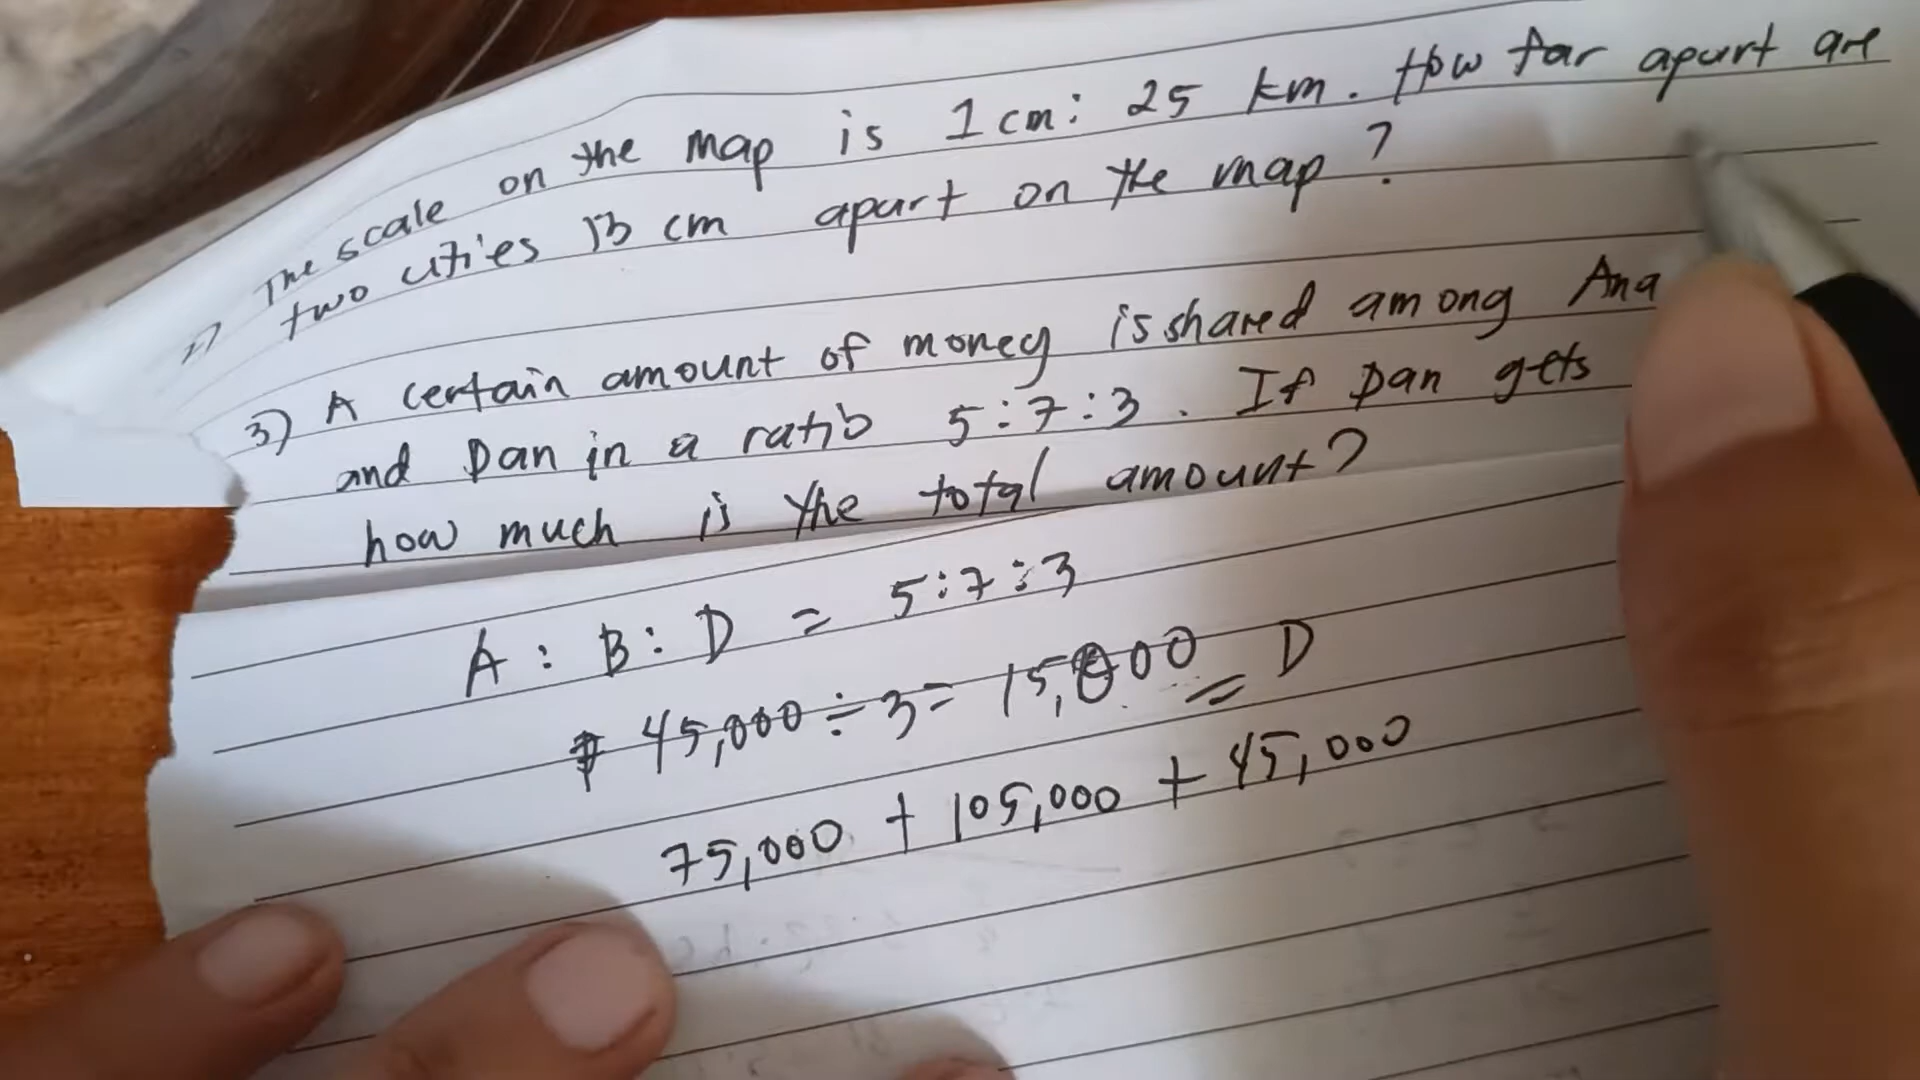 2) The scale on the map is 1 cm : 25 km. How far apart are
two cities 13 cm apart on the map?
3) A certain amount of money is shared among Ana
and Dan in a ratio 5:7:3. If Dan gets
how much is the total amount?
A : B : D = 5:7:3
₱ 45,000 ÷ 3 = 15,000 = D
75,000 + 105,000 + 45,000